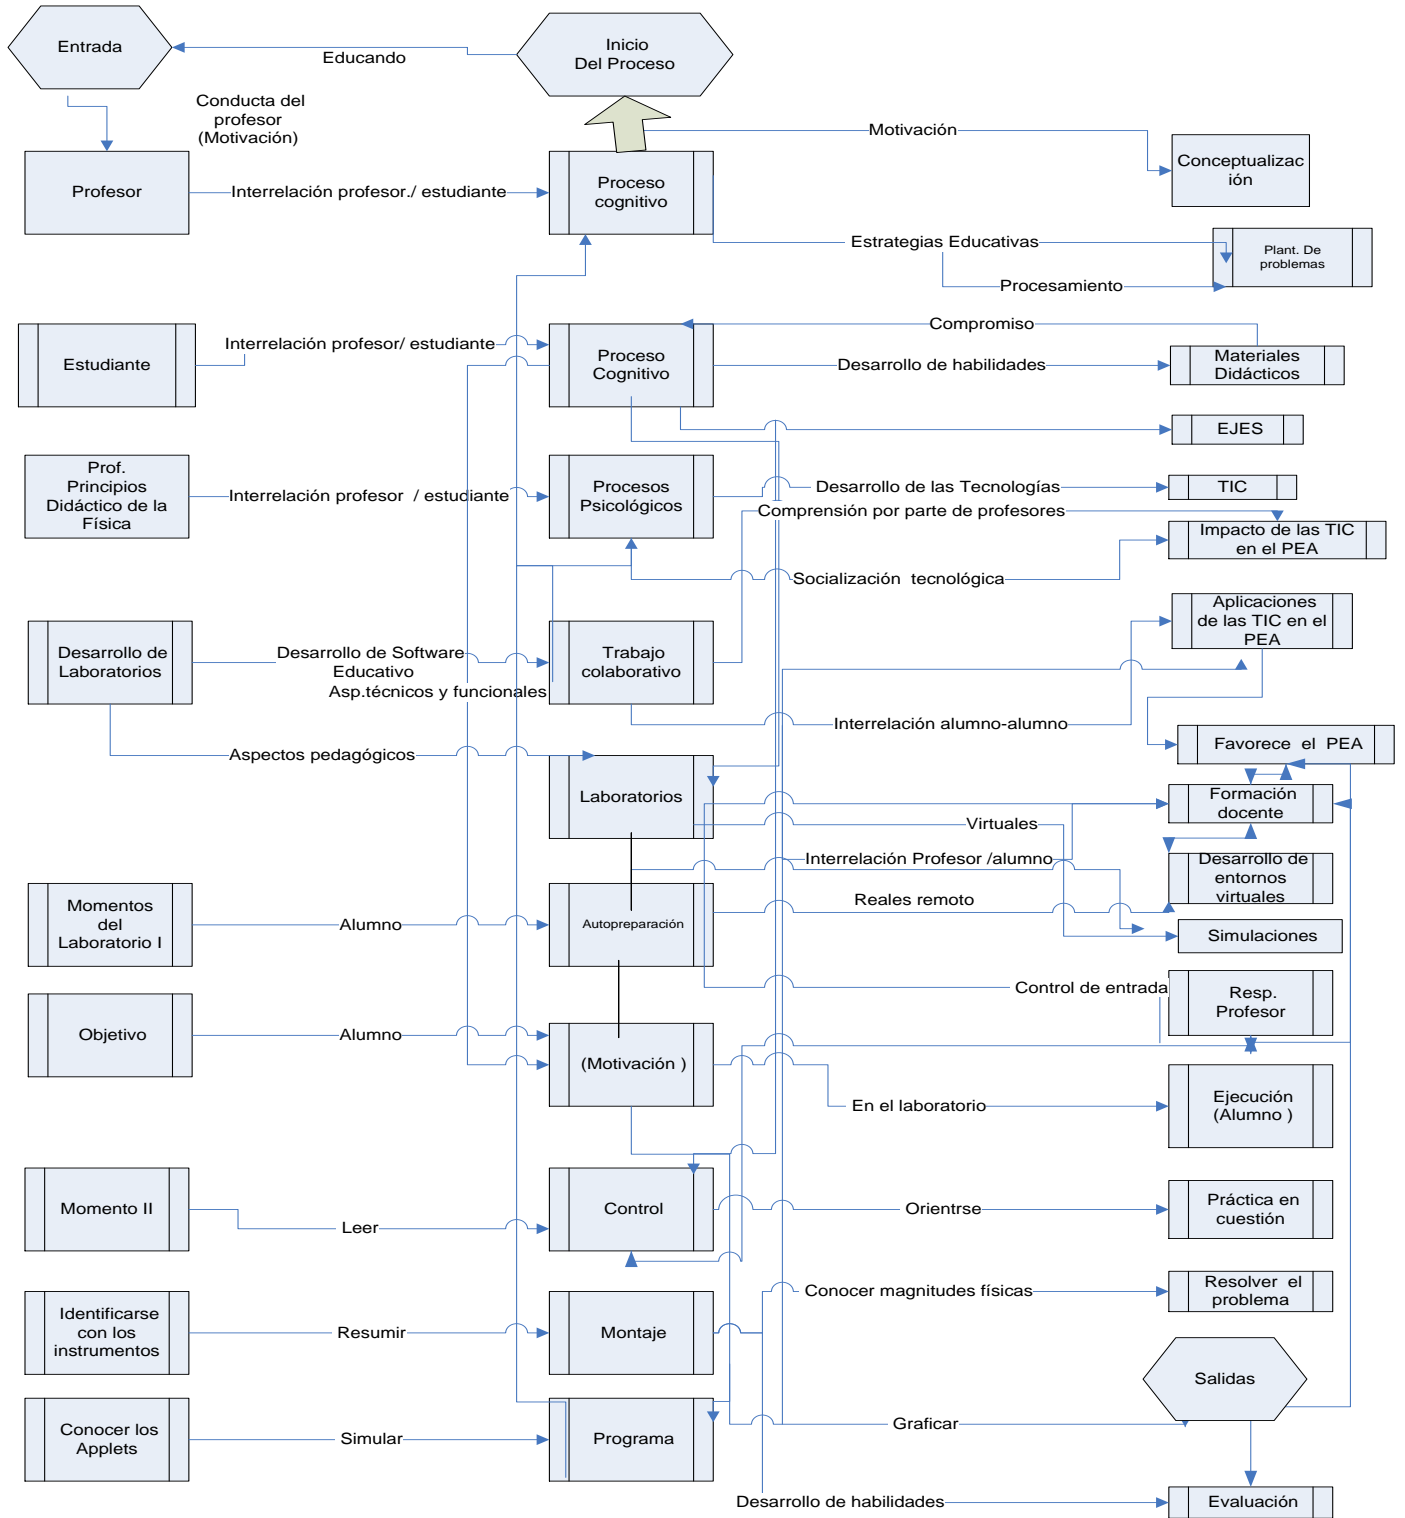 Entrada
Educando
Inicio
Del Proceso
Conducta del
profesor
(Motivación)
Motivación
Conceptualizac
ión
Profesor
Interrelación profesor./ estudiante
Proceso
cognitivo
Estrategias Educativas
Plant. De
problemas
Procesamiento
Estudiante
Interrelación profesor/ estudiante
Proceso
Cognitivo
Compromiso
Desarrollo de habilidades
Materiales
Didácticos
EJES
Prof.
Principios
Didáctico de la
Física
Interrelación profesor  / estudiante
Procesos
Psicológicos
Desarrollo de las Tecnologías
TIC
Comprensión por parte de profesores
Impacto de las TIC
en el PEA
Socialización  tecnológica
Aplicaciones
de las TIC en el
PEA
Desarrollo de
Laboratorios
Desarrollo de Software
Educativo
Asp.técnicos y funcionales
Trabajo
colaborativo
Interrelación alumno-alumno
Favorece  el  PEA
Aspectos pedagógicos
Laboratorios
Formación
docente
Virtuales
Interrelación Profesor /alumno
Desarrollo de
entornos
virtuales
Reales remoto
Momentos
del
Laboratorio I
Alumno
Autopreparación
Simulaciones
Control de entrada
Resp.
Profesor
Objetivo
Alumno
(Motivación )
En el laboratorio
Ejecución
(Alumno )
Momento II
Leer
Control
Orientrse
Práctica en
cuestión
Identificarse
con los
instrumentos
Resumir
Montaje
Conocer magnitudes físicas
Resolver  el
problema
Salidas
Conocer los
Applets
Simular
Programa
Graficar
Desarrollo de habilidades
Evaluación